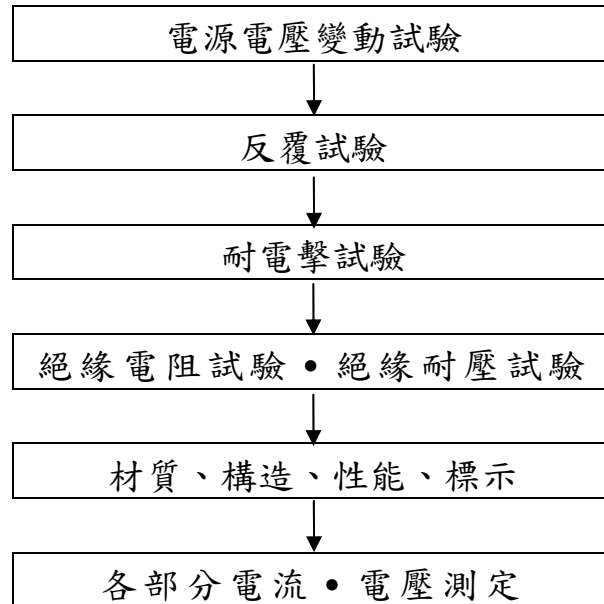 電源電壓變動試驗
反覆試驗
耐電擊試驗
絕緣電阻試驗•絕緣耐壓試驗
材質、構造、性能、標示
各部分電流•電壓測定